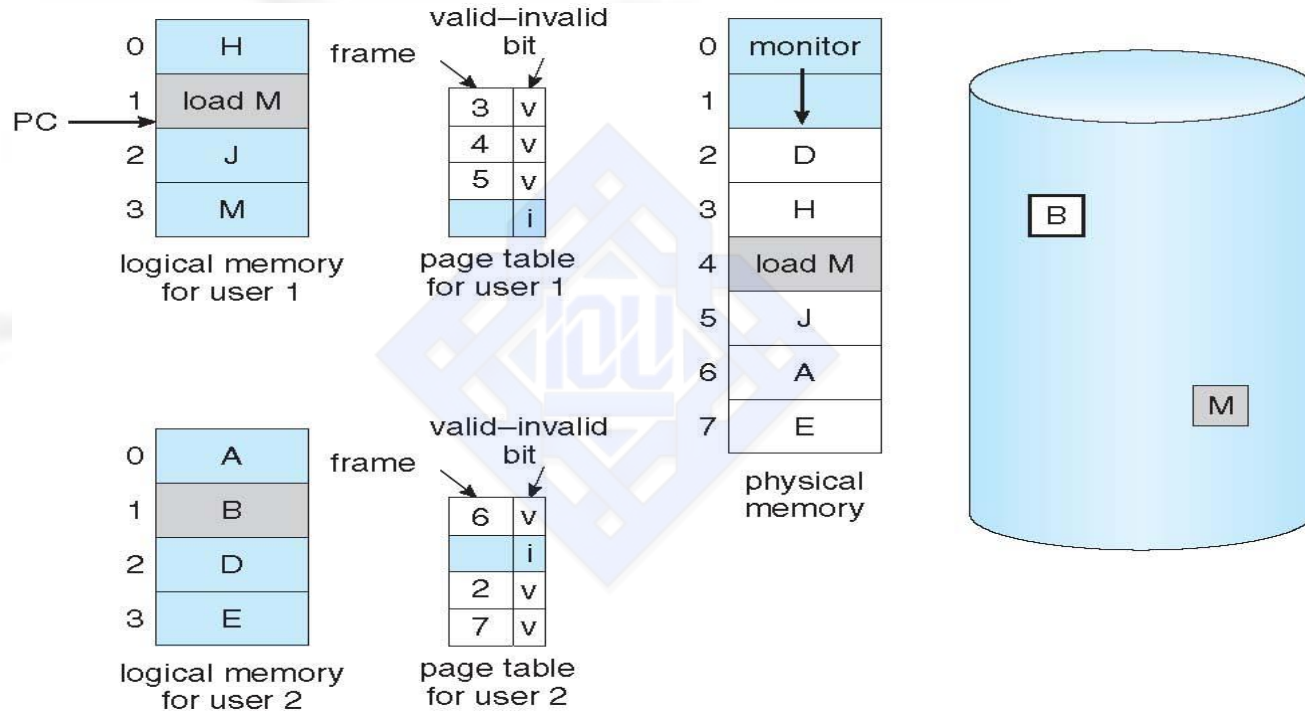 0 H
1 load M
PC
2 J
3 M
logical memory
for user 1
valid–invalid
bit
frame
3 v
4 v
5 v
i
page table
for user 1
0 monitor
1
2 D
3 H
4 load M
5 J
6 A
7 E
physical
memory
B
M
0 A
1 B
2 D
3 E
logical memory
for user 2
valid–invalid
bit
frame
6 v
i
2 v
7 v
page table
for user 2
IOU